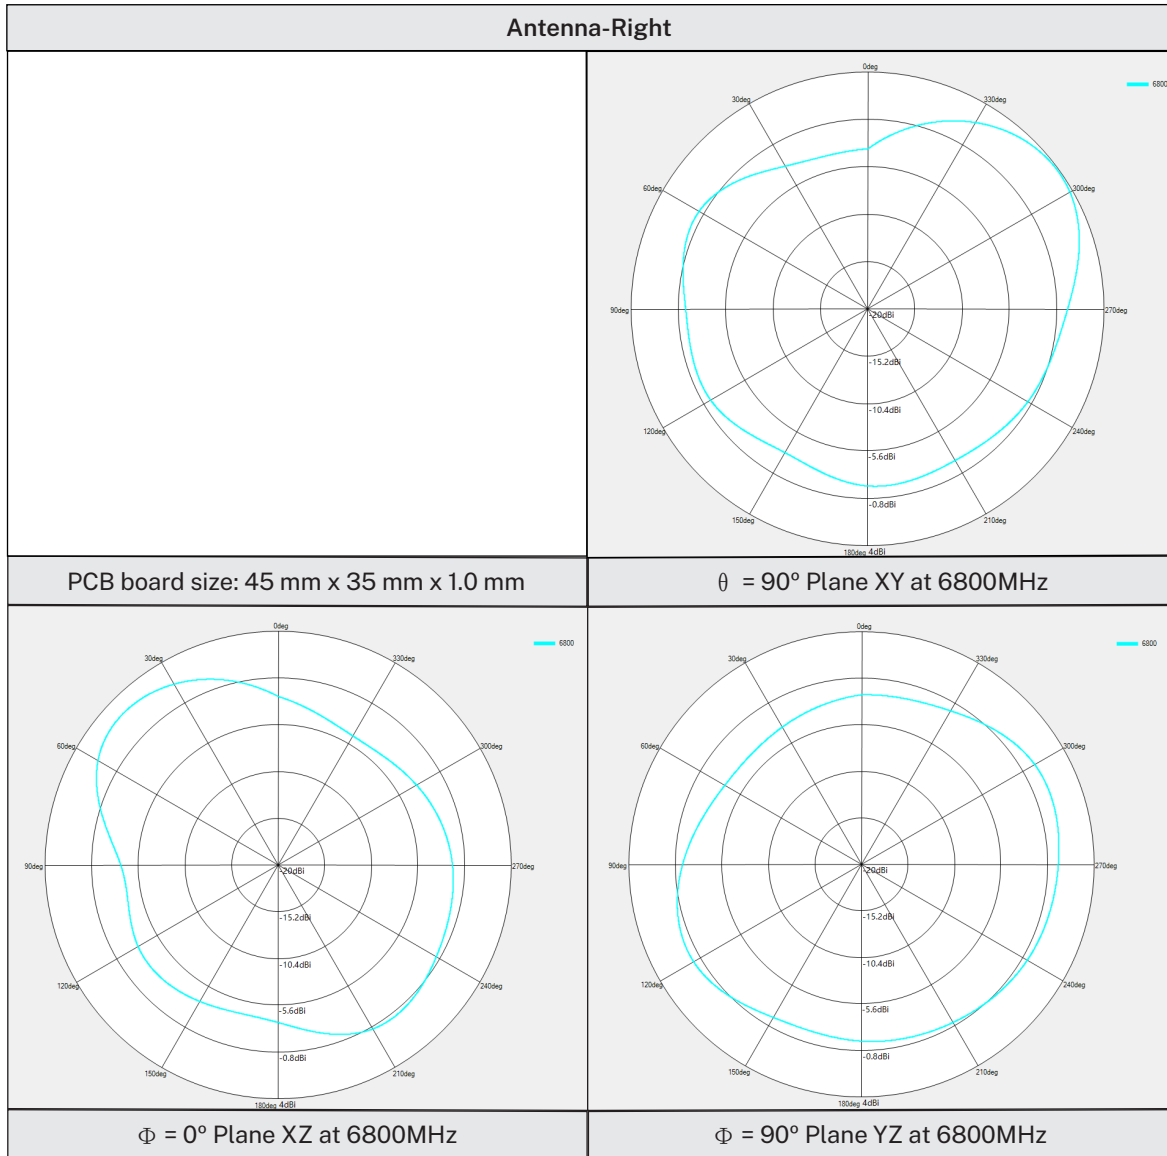 Antenna-Right
0deg
6800
30deg
330deg
60deg
300deg
90deg
-20dBi
270deg
-15.2dBi
-10.4dBi
120deg
240deg
-5.6dBi
-0.8dBi
150deg
210deg
180deg 4dBi
PCB board size: 45 mm x 35 mm x 1.0 mm
θ = 90º Plane XY at 6800MHz
0deg
6800
30deg
330deg
60deg
300deg
90deg
-20dBi
270deg
-15.2dBi
-10.4dBi
120deg
240deg
-5.6dBi
-0.8dBi
150deg
210deg
180deg 4dBi
0deg
6800
30deg
330deg
60deg
300deg
90deg
-20dBi
270deg
-15.2dBi
-10.4dBi
120deg
240deg
-5.6dBi
-0.8dBi
150deg
210deg
180deg 4dBi
Φ = 0º Plane XZ at 6800MHz
Φ = 90º Plane YZ at 6800MHz